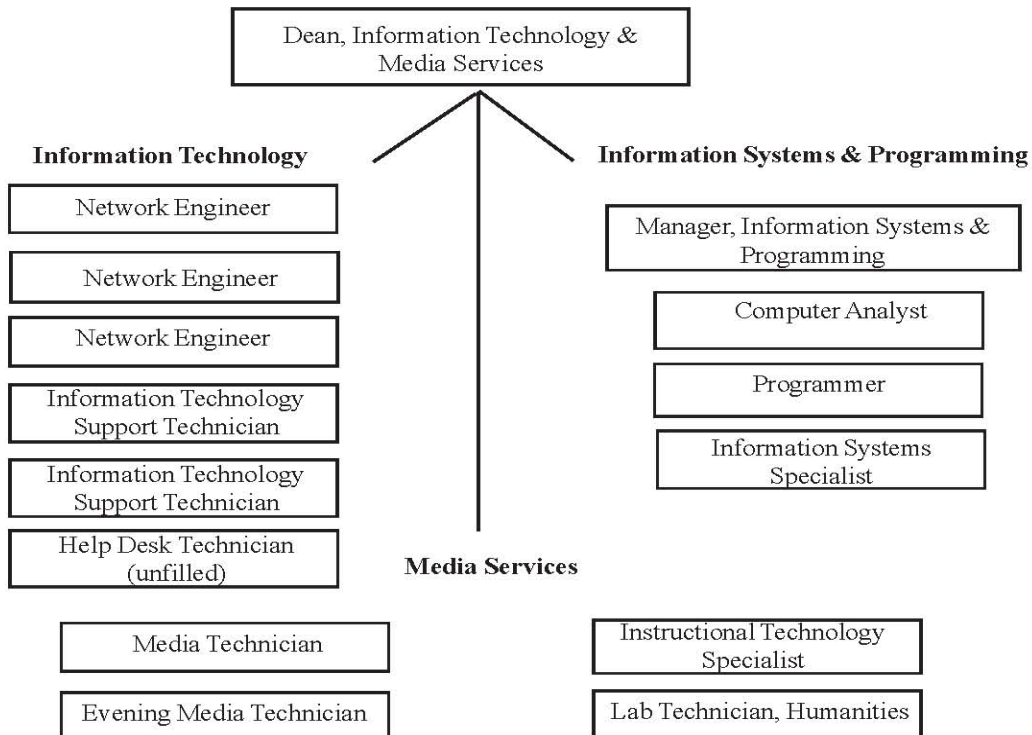 Dean, Information Technology &
Media Services
Information Technology
Network Engineer
Network Engineer
Network Engineer
Information Technology
Support Technician
Information Technology
Support Technician
Help Desk Technician
(unfilled)
Information Systems & Programming
Manager, Information Systems &
Programming
Computer Analyst
Programmer
Information Systems
Specialist
Media Services
Media Technician
Evening Media Technician
Instructional Technology
Specialist
Lab Technician, Humanities